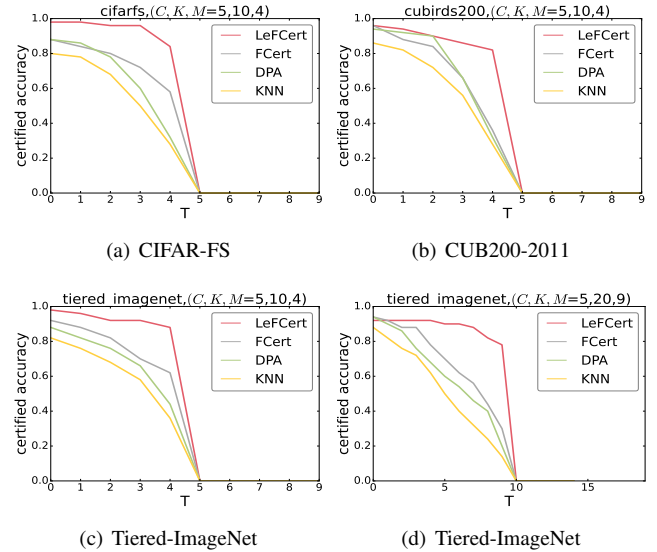 cifarfs,(C, K, M=5,10,4)
certified accuracy
1.0
0.8
0.6
0.4
0.2
0.0
LeFCert
FCert
DPA
KNN
0 1 2 3 4 5 6 7 8 9
T
(a) CIFAR-FS
cubirds200,(C, K, M=5,10,4)
certified accuracy
1.0
0.8
0.6
0.4
0.2
0.0
LeFCert
FCert
DPA
KNN
0 1 2 3 4 5 6 7 8 9
T
(b) CUB200-2011
tiered_imagenet,(C, K, M=5,10,4)
certified accuracy
1.0
0.8
0.6
0.4
0.2
0.0
LeFCert
FCert
DPA
KNN
0 1 2 3 4 5 6 7 8 9
T
(c) Tiered-ImageNet
tiered_imagenet,(C, K, M=5,20,9)
certified accuracy
1.0
0.8
0.6
0.4
0.2
0.0
LeFCert
FCert
DPA
KNN
0 5 10 15
T
(d) Tiered-ImageNet